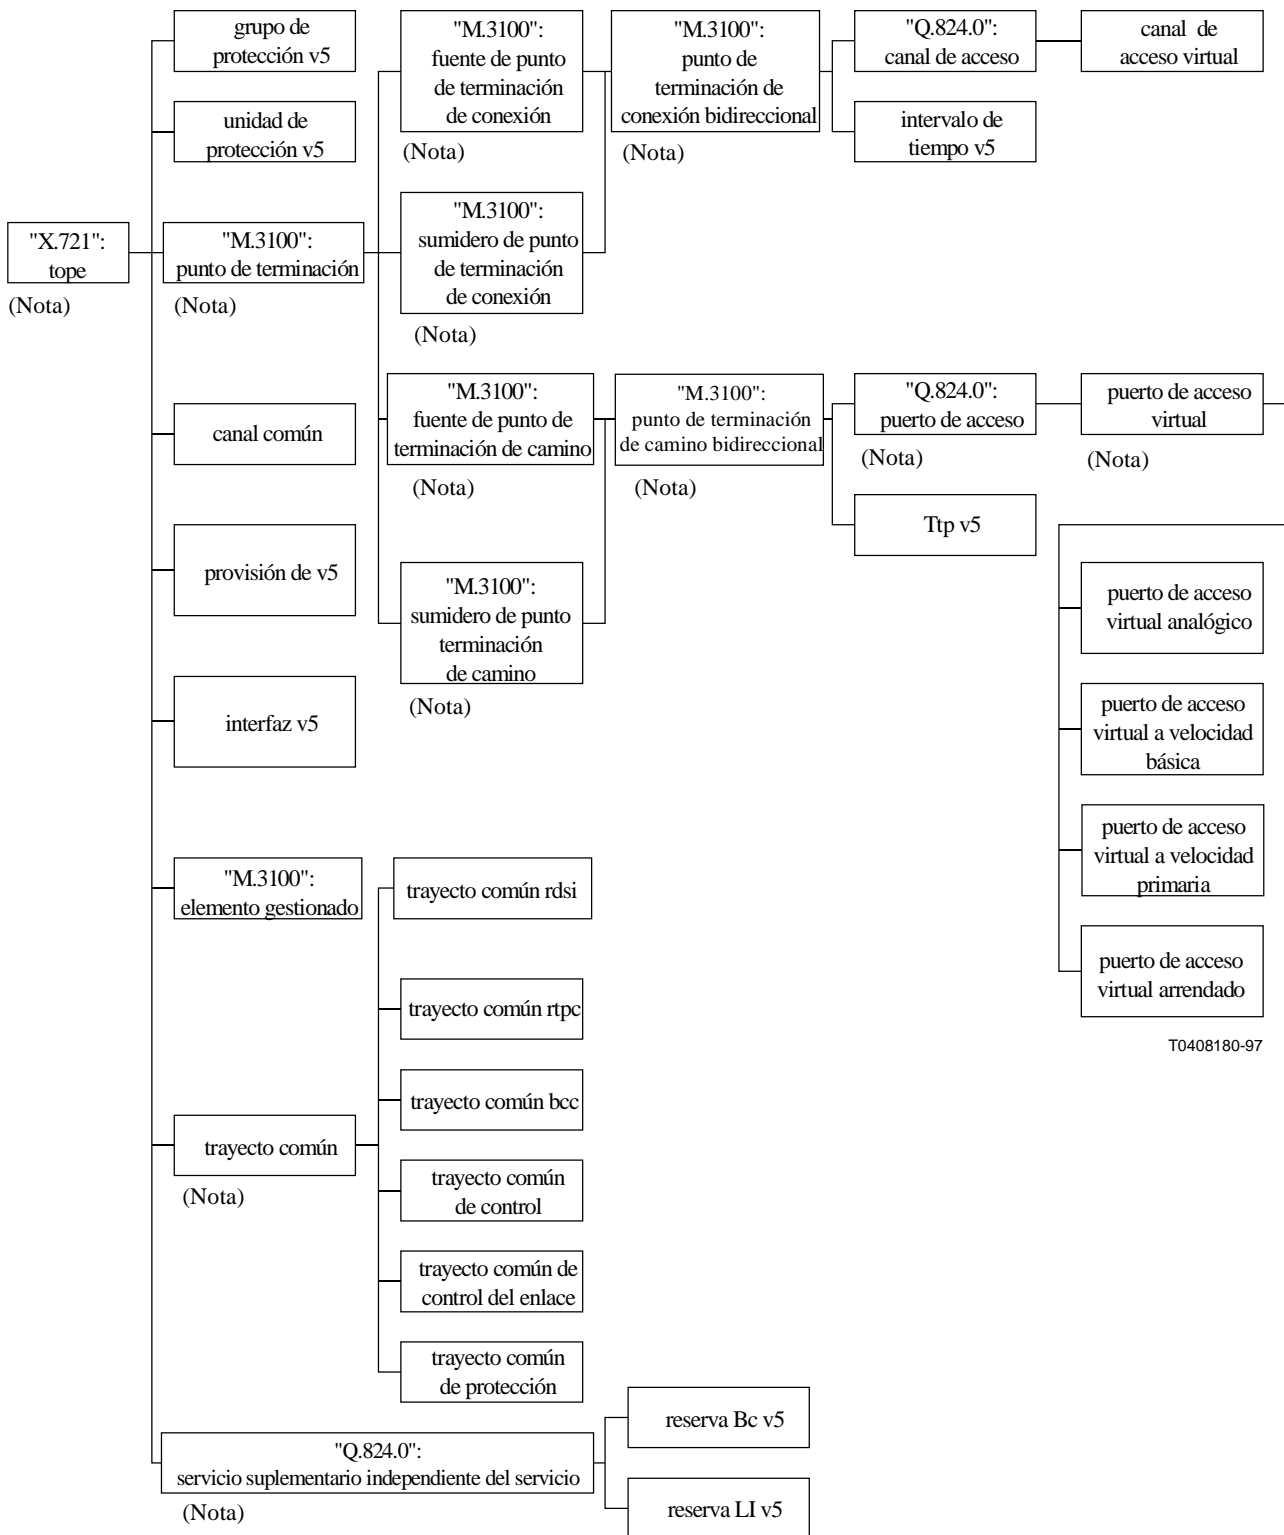 grupo de
protección v5
unidad de
protección v5
"X.721":
tope
(Nota)
"M.3100":
punto de terminación
(Nota)
canal común
provisión de v5
interfaz v5
"M.3100":
elemento gestionado
trayecto común
(Nota)
"Q.824.0":
servicio suplementario independiente del servicio
(Nota)
"M.3100":
fuente de punto
de terminación
de conexión
(Nota)
"M.3100":
sumidero de punto
de terminación
de conexión
(Nota)
"M.3100":
fuente de punto de
terminación de camino
(Nota)
"M.3100":
sumidero de punto
terminación
de camino
(Nota)
trayecto común rdsi
trayecto común rtpc
trayecto común bcc
trayecto común
de control
trayecto común de
control del enlace
trayecto común
de protección
reserva Bc v5
reserva LI v5
"M.3100":
punto de
terminación de
conexión bidireccional
(Nota)
"M.3100":
punto de terminación
de camino bidireccional
(Nota)
"Q.824.0":
canal de acceso
intervalo de
tiempo v5
"Q.824.0":
puerto de acceso
(Nota)
Ttp v5
canal de
acceso virtual
puerto de acceso
virtual
(Nota)
puerto de acceso
virtual analógico
puerto de acceso
virtual a velocidad
básica
puerto de acceso
virtual a velocidad
primaria
puerto de acceso
virtual arrendado
T0408180-97